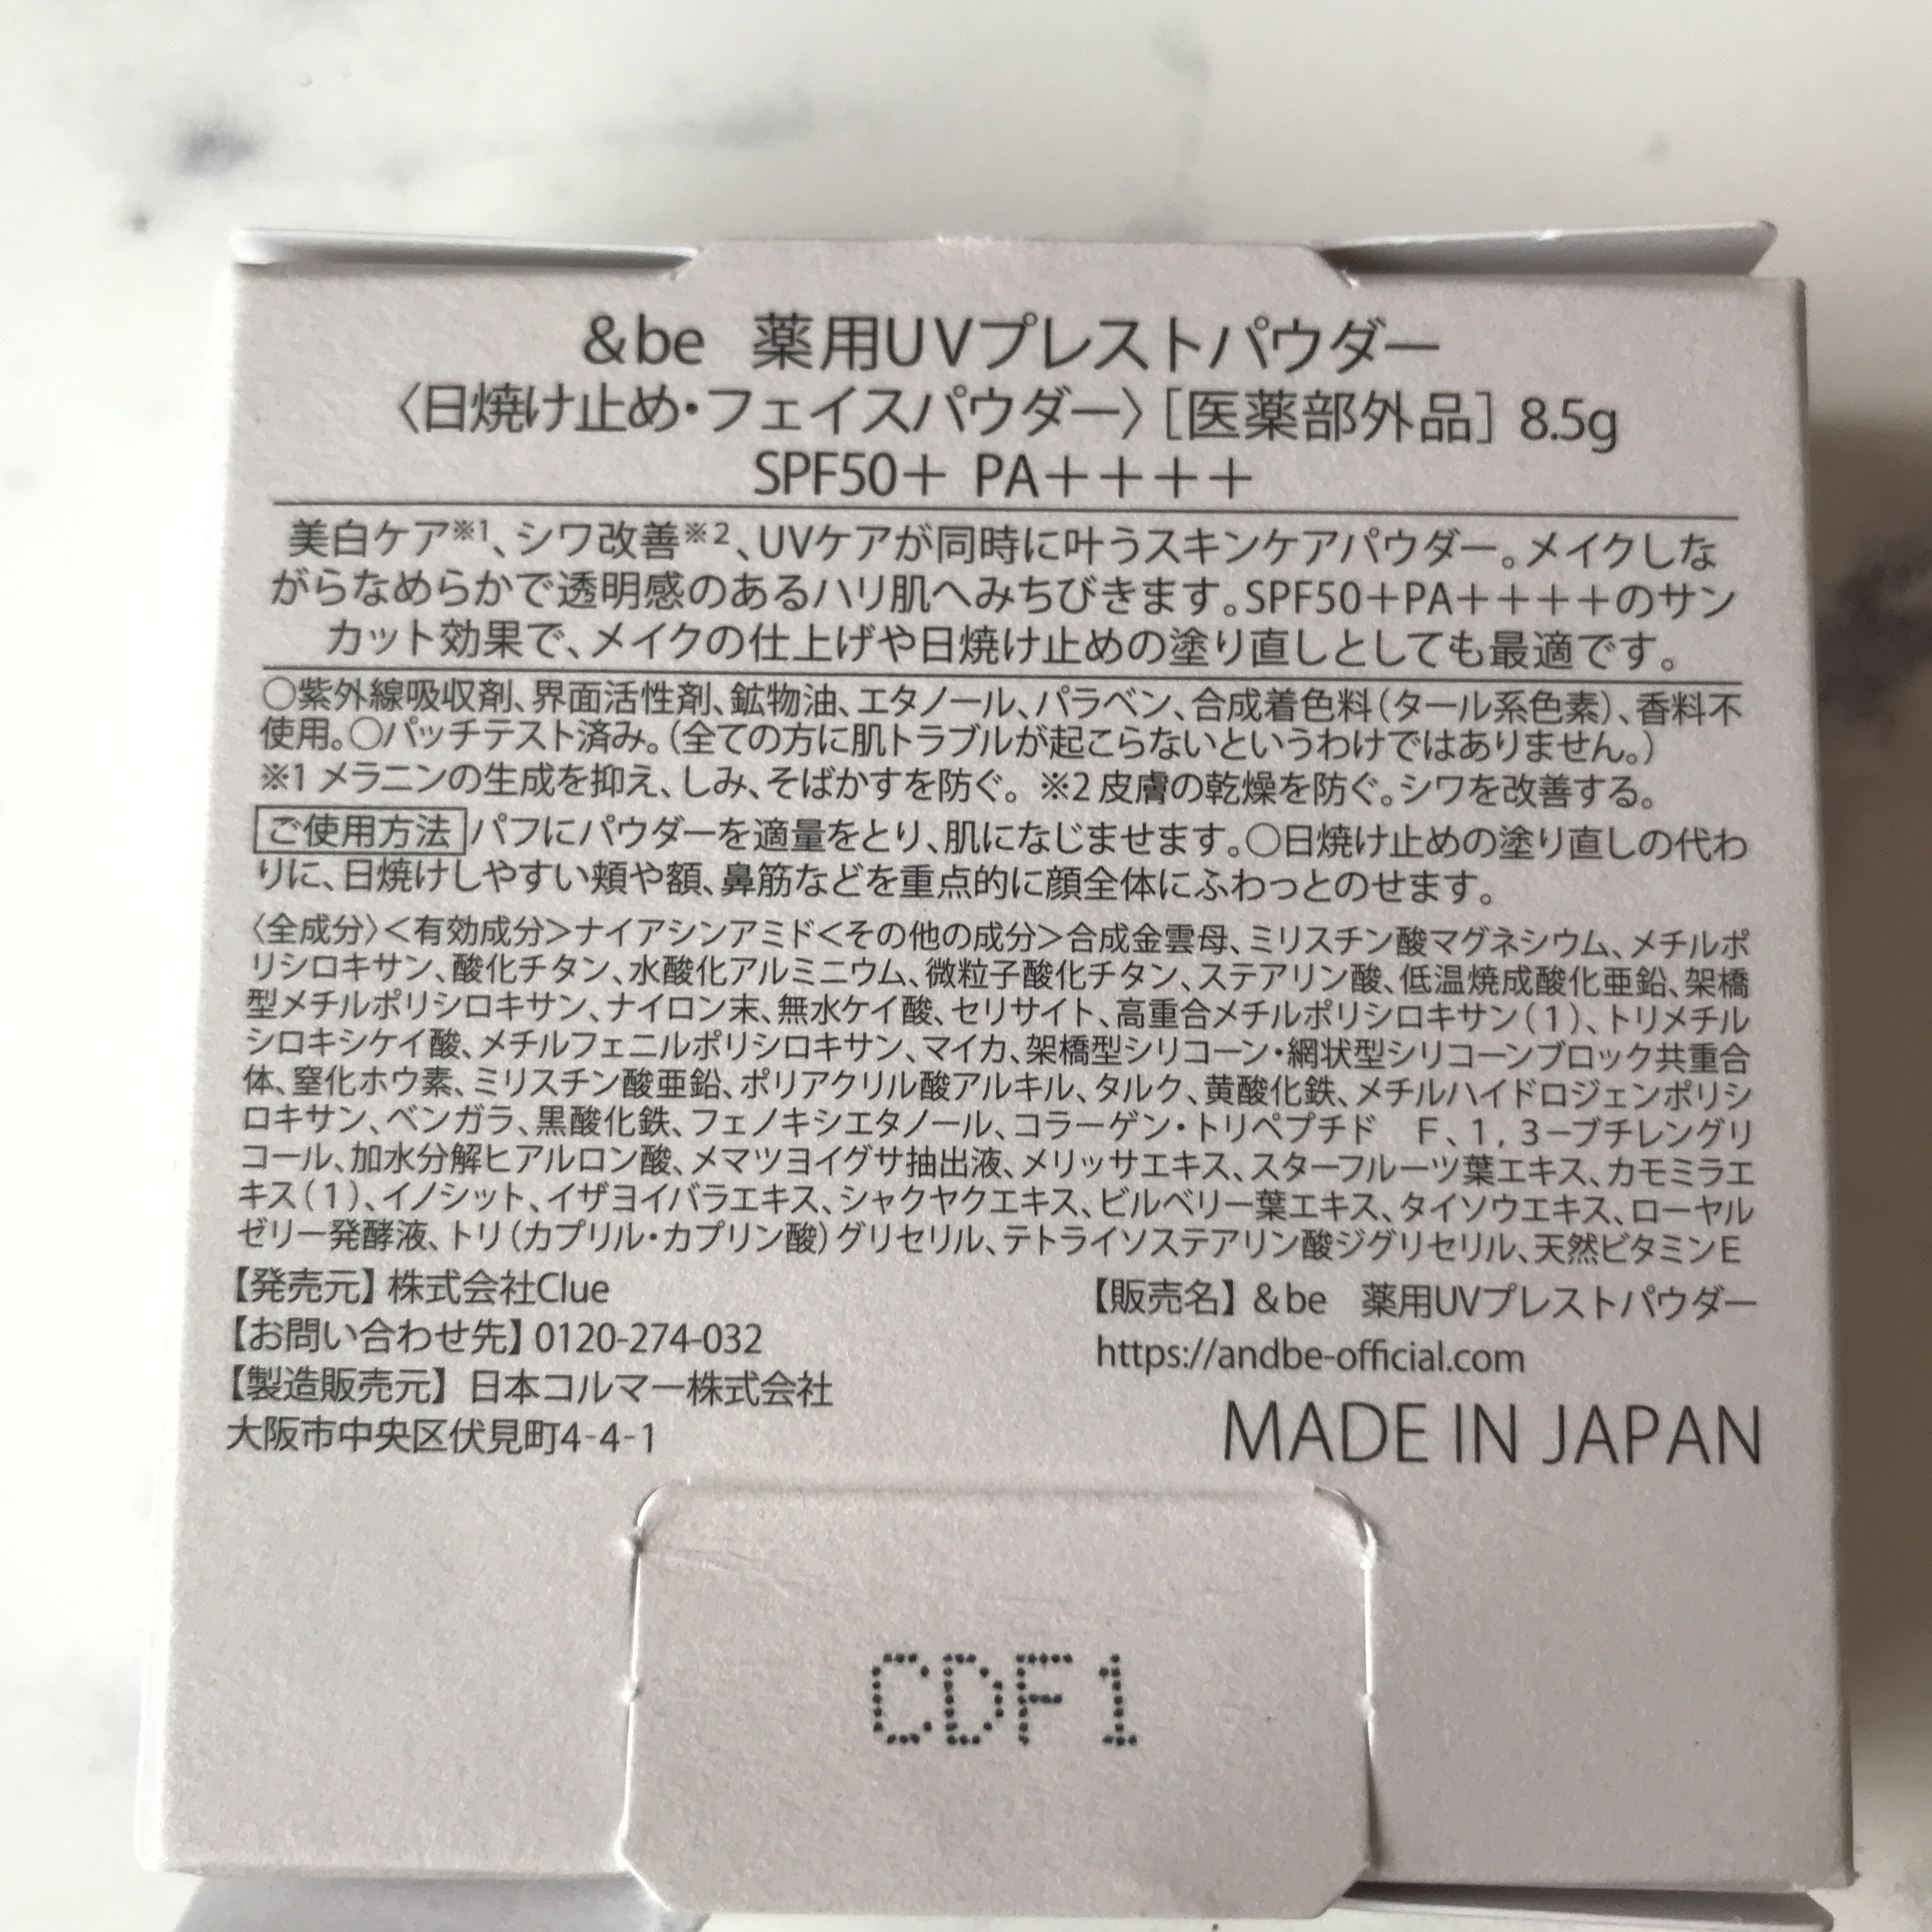 &be 薬用UVプレストパウダー
〈日焼け止め・フェイスパウダー〉[医薬部外品] 8.5g
SPF50＋ PA＋＋＋＋
美白ケア※1、シワ改善※2、UVケアが同時に叶うスキンケアパウダー。メイクしな
がらなめらかで透明感のあるハリ肌へみちびきます。SPF50＋PA＋＋＋＋のサン
カット効果で、メイクの仕上げや日焼け止めの塗り直しとしても最適です。
○紫外線吸収剤、界面活性剤、鉱物油、エタノール、パラベン、合成着色料（タール系色素）、香料不
使用。○パッチテスト済み。（全ての方に肌トラブルが起こらないというわけではありません。）
※1 メラニンの生成を抑え、しみ、そばかすを防ぐ。 ※2 皮膚の乾燥を防ぐ。シワを改善する。
ご使用方法 パフにパウダーを適量をとり、肌になじませます。○日焼け止めの塗り直しの代わ
りに、日焼けしやすい頬や額、鼻筋などを重点的に顔全体にふわっとのせます。
〈全成分〉＜有効成分＞ナイアシンアミド＜その他の成分＞合成金雲母、ミリスチン酸マグネシウム、メチルポ
リシロキサン、酸化チタン、水酸化アルミニウム、微粒子酸化チタン、ステアリン酸、低温焼成酸化亜鉛、架橋
型メチルポリシロキサン、ナイロン末、無水ケイ酸、セリサイト、高重合メチルポリシロキサン（1）、トリメチル
シロキシケイ酸、メチルフェニルポリシロキサン、マイカ、架橋型シリコーン・網状型シリコーンブロック共重合
体、窒化ホウ素、ミリスチン酸亜鉛、ポリアクリル酸アルキル、タルク、黄酸化鉄、メチルハイドロジェンポリシ
ロキサン、ベンガラ、黒酸化鉄、フェノキシエタノール、コラーゲン・トリペプチド　F、1，3−ブチレングリ
コール、加水分解ヒアルロン酸、メマツヨイグサ抽出液、メリッサエキス、スターフルーツ葉エキス、カモミラエ
キス（1）、イノシット、イザヨイバラエキス、シャクヤクエキス、ビルベリー葉エキス、タイソウエキス、ローヤル
ゼリー発酵液、トリ（カプリル・カプリン酸）グリセリル、テトライソステアリン酸ジグリセリル、天然ビタミンE
【発売元】株式会社Clue
【お問い合わせ先】0120-274-032
【製造販売元】日本コルマー株式会社
大阪市中央区伏見町4-4-1
【販売名】&be 薬用UVプレストパウダー
https://andbe-official.com
MADE IN JAPAN
CDF1